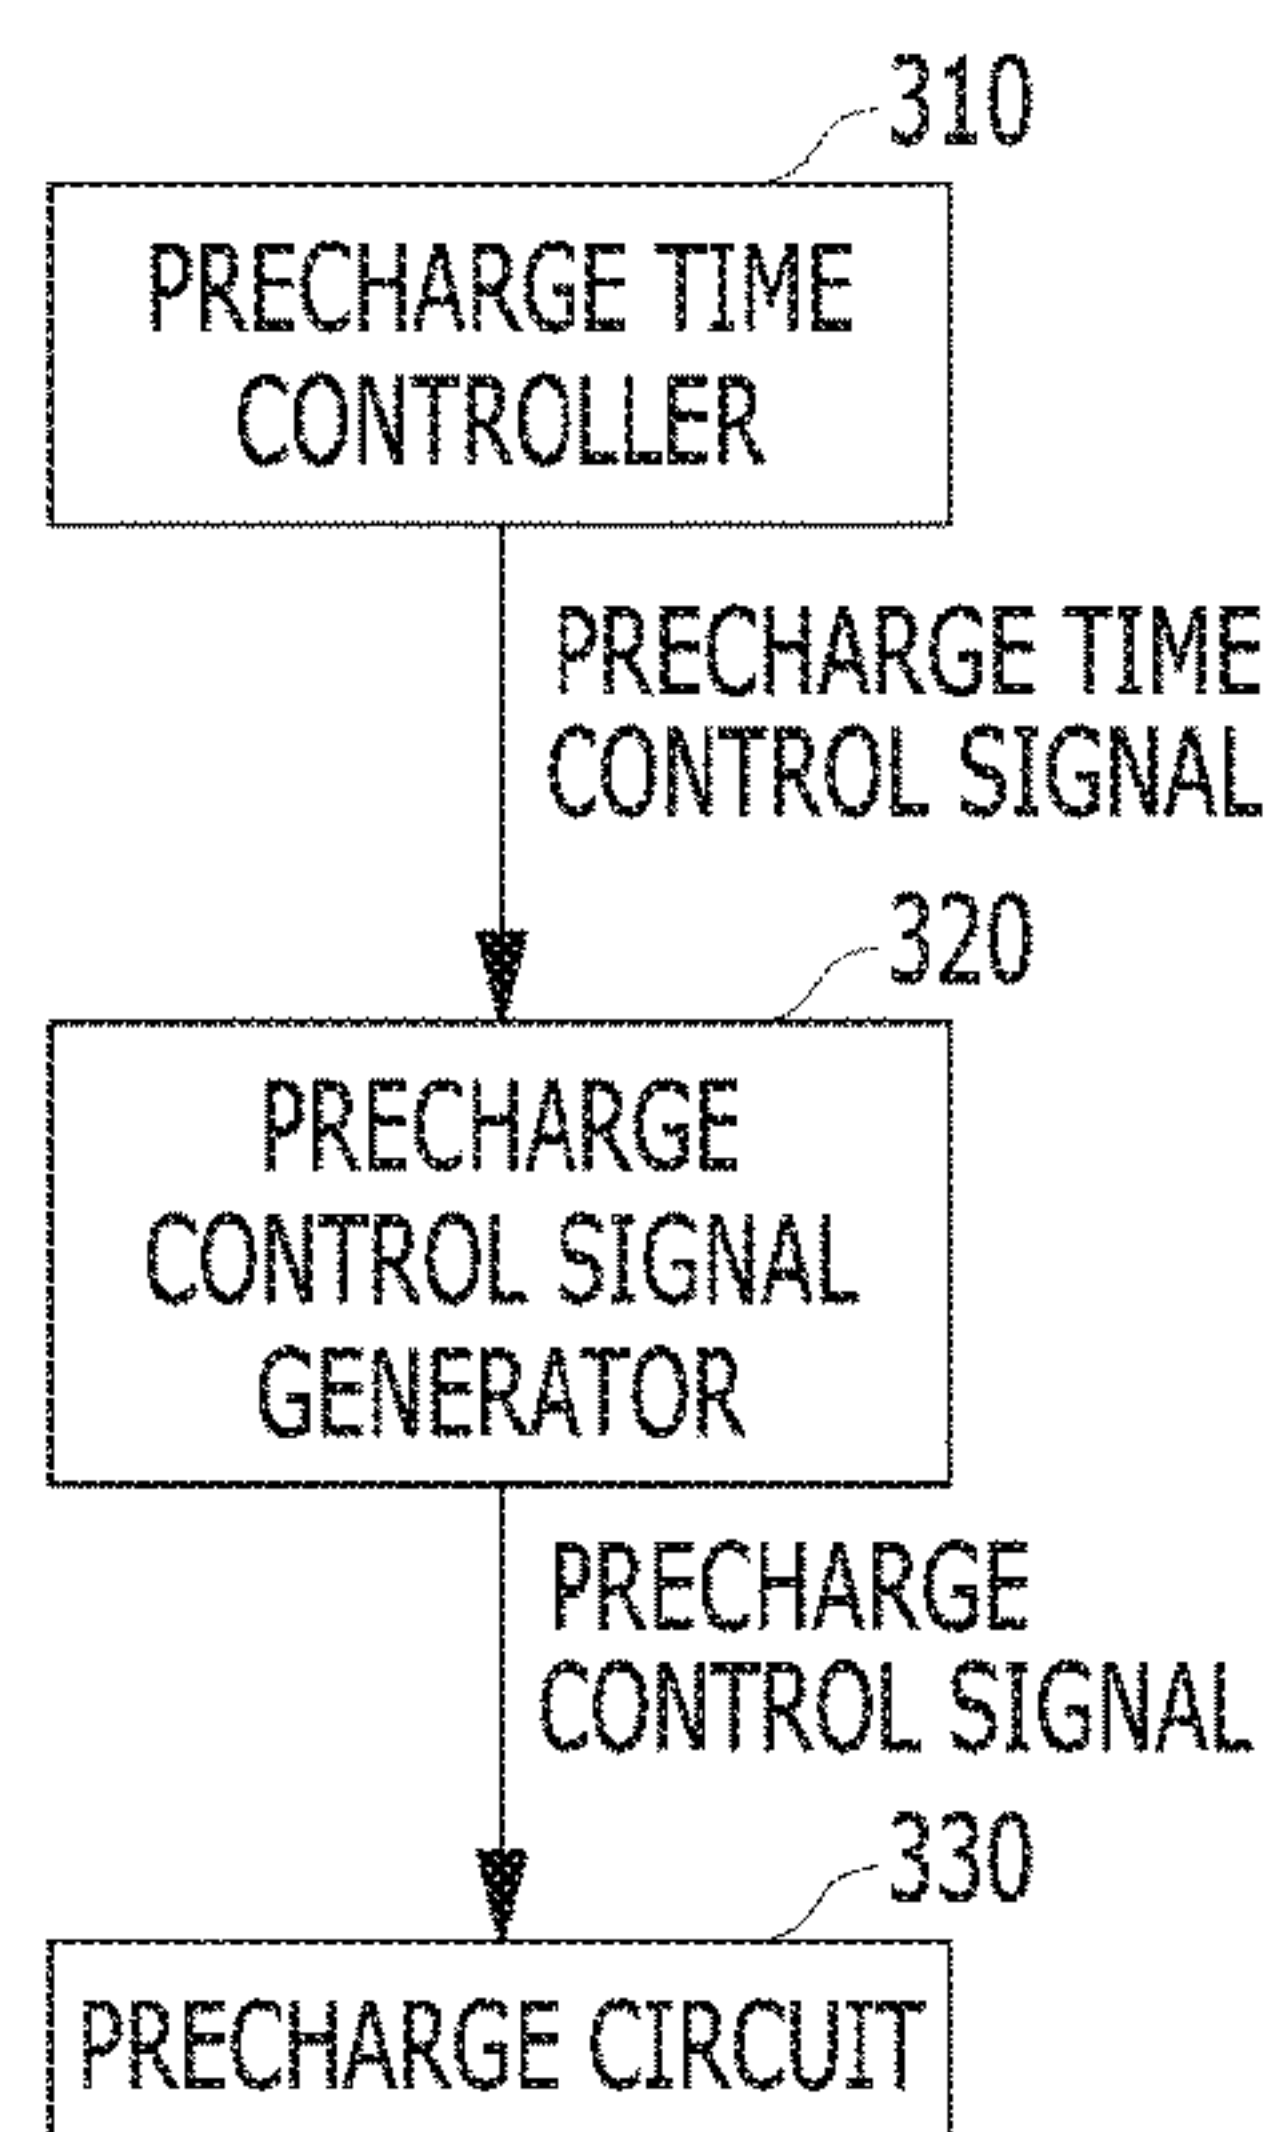 310
PRECHARGE TIME
CONTROLLER
PRECHARGE TIME
CONTROL SIGNAL
320
PRECHARGE
CONTROL SIGNAL
GENERATOR
PRECHARGE
CONTROL SIGNAL
330
PRECHARGE CIRCUIT